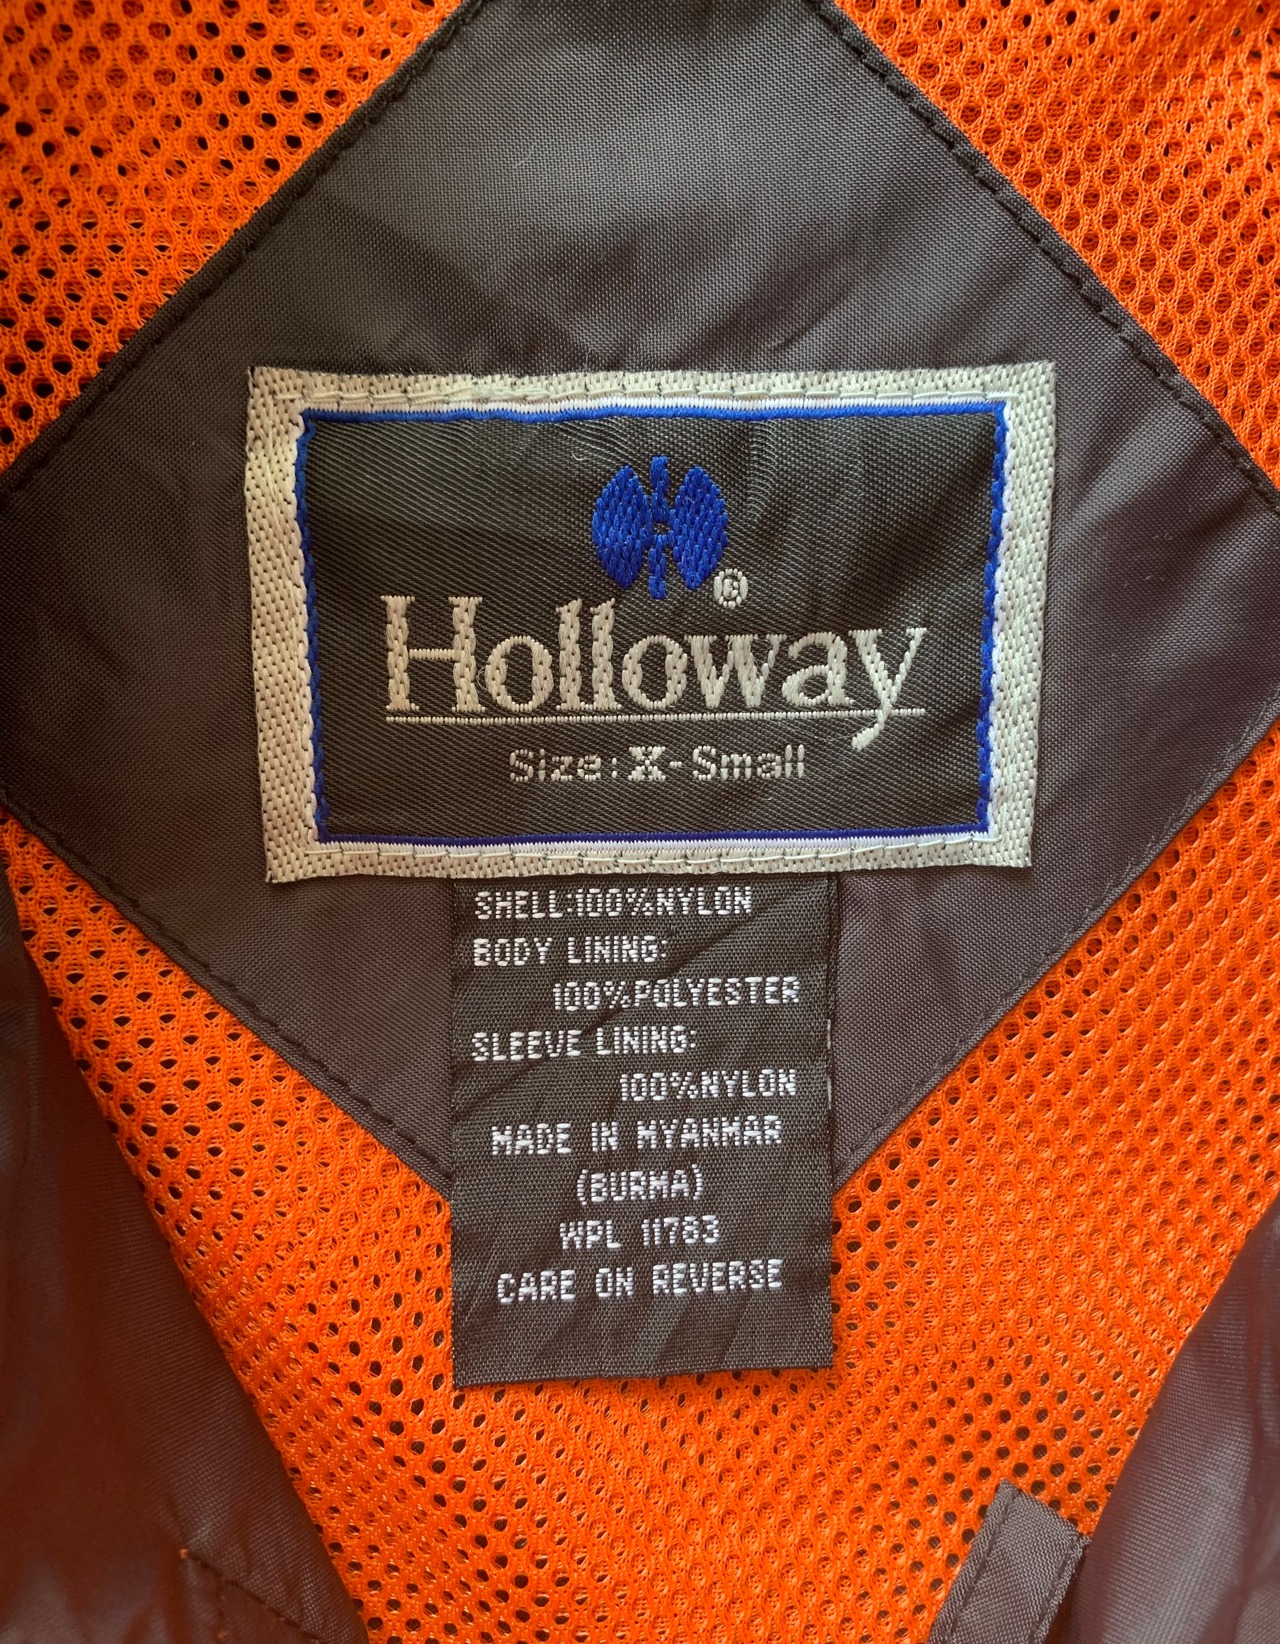 ®
Holloway
Size: X-Small
SHELL:100%NYLON
BODY LINING:
100%POLYESTER
SLEEVE LINING:
100%NYLON
MADE IN MYANMAR
(BURMA)
WPL 11783
CARE ON REVERSE